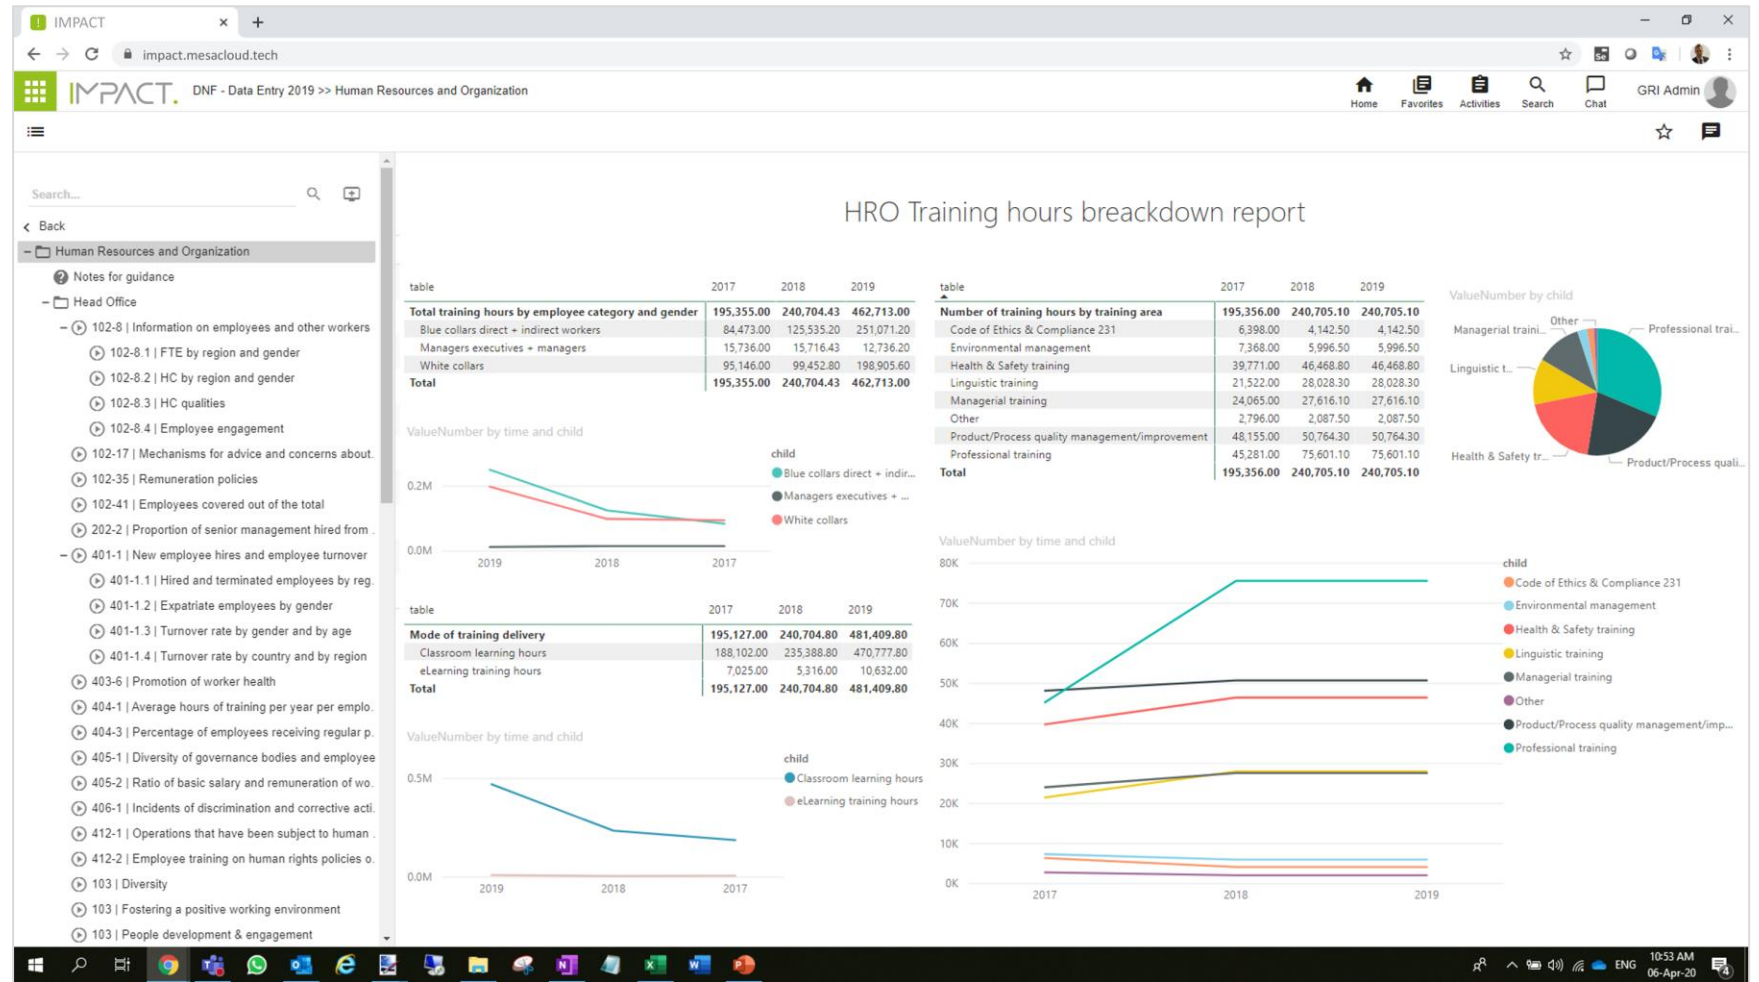 IMPACT
impact.mesacloud.tech
IMPACT. DNF - Data Entry 2019 >> Human Resources and Organization
Home Favorites Activities Search Chat GRI Admin
Search...
Back
Human Resources and Organization
Notes for guidance
Head Office
102-8 | Information on employees and other workers
102-8.1 | FTE by region and gender
102-8.2 | HC by region and gender
102-8.3 | HC qualities
102-8.4 | Employee engagement
102-17 | Mechanisms for advice and concerns about.
102-35 | Remuneration policies
102-41 | Employees covered out of the total
202-2 | Proportion of senior management hired from .
401-1 | New employee hires and employee turnover
401-1.1 | Hired and terminated employees by reg.
401-1.2 | Expatriate employees by gender
401-1.3 | Turnover rate by gender and by age
401-1.4 | Turnover rate by country and by region
403-6 | Promotion of worker health
404-1 | Average hours of training per year per emplo.
404-3 | Percentage of employees receiving regular p.
405-1 | Diversity of governance bodies and employee
405-2 | Ratio of basic salary and remuneration of wo.
406-1 | Incidents of discrimination and corrective acti.
412-1 | Operations that have been subject to human .
412-2 | Employee training on human rights policies o.
103 | Diversity
103 | Fostering a positive working environment
103 | People development & engagement
HRO Training hours breackdown report
table 2017 2018 2019
Total training hours by employee category and gender 195,355.00 240,704.43 462,713.00
Blue collars direct + indirect workers 84,473.00 125,535.20 251,071.20
Managers executives + managers 15,736.00 15,716.43 12,736.20
White collars 95,146.00 99,452.80 198,905.60
Total 195,355.00 240,704.43 462,713.00
ValueNumber by time and child
child
Blue collars direct + indir...
Managers executives + ...
White collars
0.2M
0.0M
2019 2018 2017
table 2017 2018 2019
Mode of training delivery 195,127.00 240,704.80 481,409.80
Classroom learning hours 188,102.00 235,388.80 470,777.80
eLearning training hours 7,025.00 5,316.00 10,632.00
Total 195,127.00 240,704.80 481,409.80
ValueNumber by time and child
child
Classroom learning hours
eLearning training hours
0.5M
0.0M
2019 2018 2017
table 2017 2018 2019
Number of training hours by training area 195,356.00 240,705.10 240,705.10
Code of Ethics & Compliance 231 6,398.00 4,142.50 4,142.50
Environmental management 7,368.00 5,996.50 5,996.50
Health & Safety training 39,771.00 46,468.80 46,468.80
Linguistic training 21,522.00 28,028.30 28,028.30
Managerial training 24,065.00 27,616.10 27,616.10
Other 2,796.00 2,087.50 2,087.50
Product/Process quality management/improvement 48,155.00 50,764.30 50,764.30
Professional training 45,281.00 75,601.10 75,601.10
Total 195,356.00 240,705.10 240,705.10
ValueNumber by child
Other
Managerial traini...
Professional trai...
Linguistic t...
Health & Safety tr...
Product/Process quali...
ValueNumber by time and child
80K
70K
60K
50K
40K
30K
20K
10K
0K
2017 2018 2019
child
Code of Ethics & Compliance 231
Environmental management
Health & Safety training
Linguistic training
Managerial training
Other
Product/Process quality management/imp...
Professional training
ENG
10:53 AM
06-Apr-20